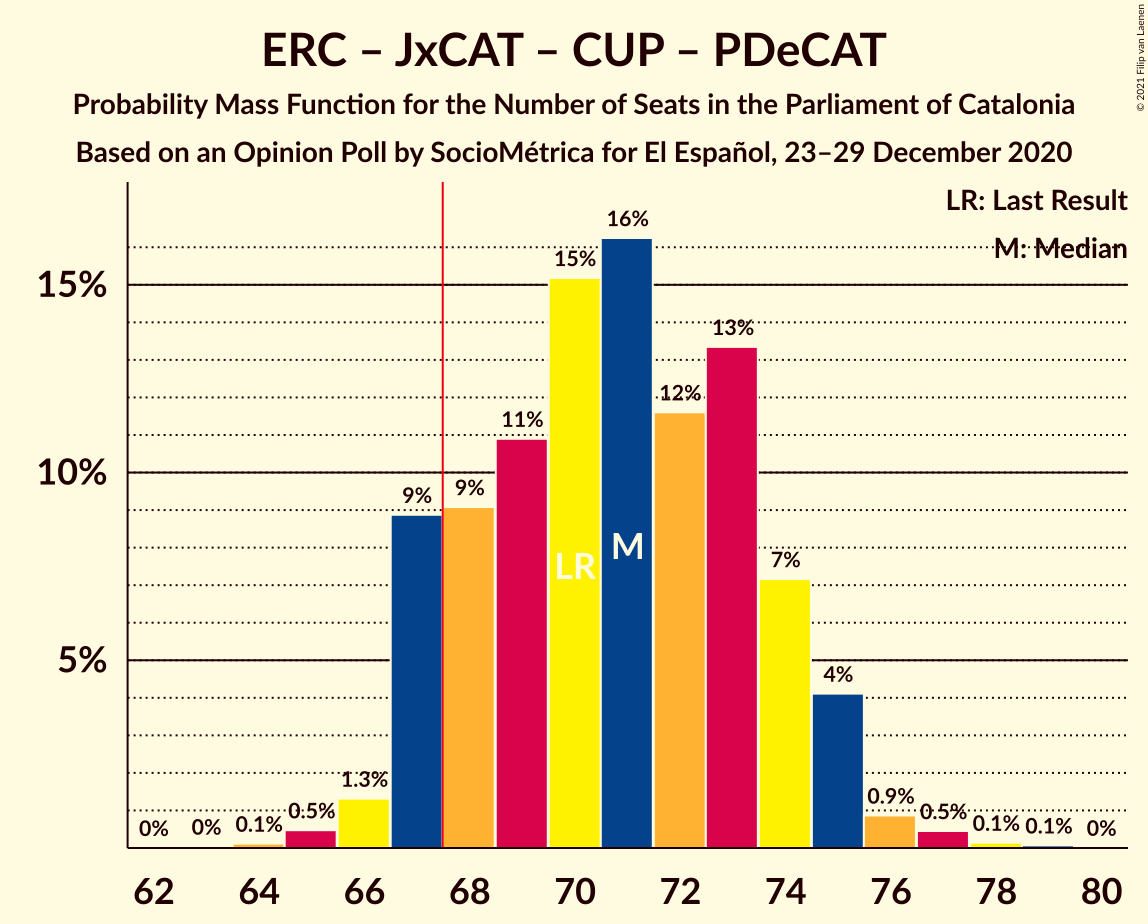 ERC – JxCAT – CUP – PDeCAT
Probability Mass Function for the Number of Seats in the Parliament of Catalonia
Based on an Opinion Poll by SocioMétrica for El Español, 23–29 December 2020
© 2021 Filip van Laenen
LR: Last Result
M: Median
15%
10%
5%
0%
0%
0.1%
0.5%
1.3%
9%
9%
11%
15%
16%
12%
13%
7%
4%
0.9%
0.5%
0.1%
0.1%
0%
LR
M
62 64 66 68 70 72 74 76 78 80